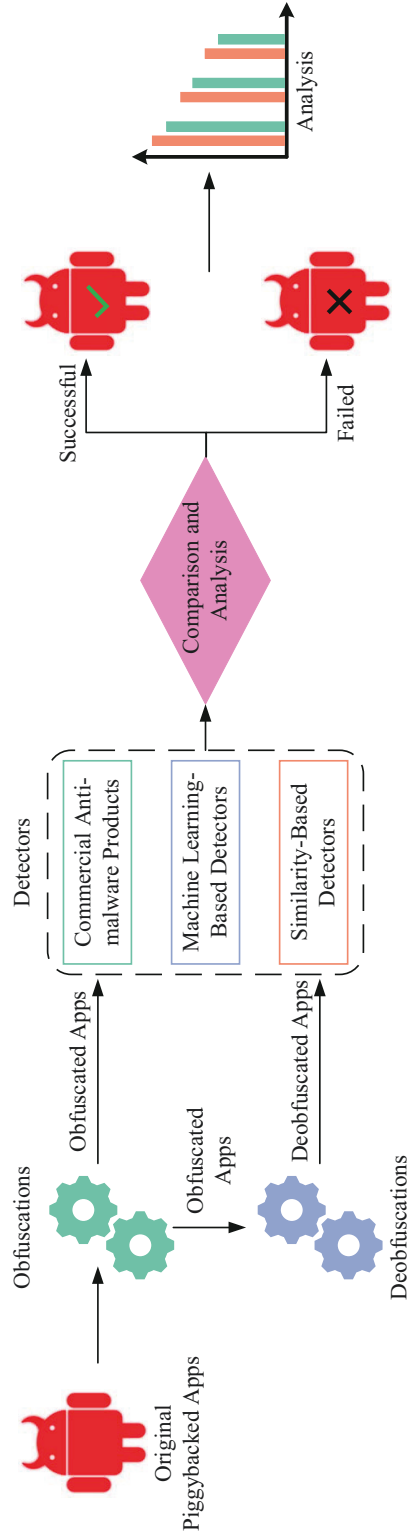 Original
Piggybacked Apps
Obfuscations
Obfuscated Apps
Obfuscated
Apps
Deobfuscations
Deobfuscated Apps
Detectors
Commercial Anti-
malware Products
Machine Learning-
Based Detectors
Similarity-Based
Detectors
Comparison and
Analysis
Successful
Failed
Analysis